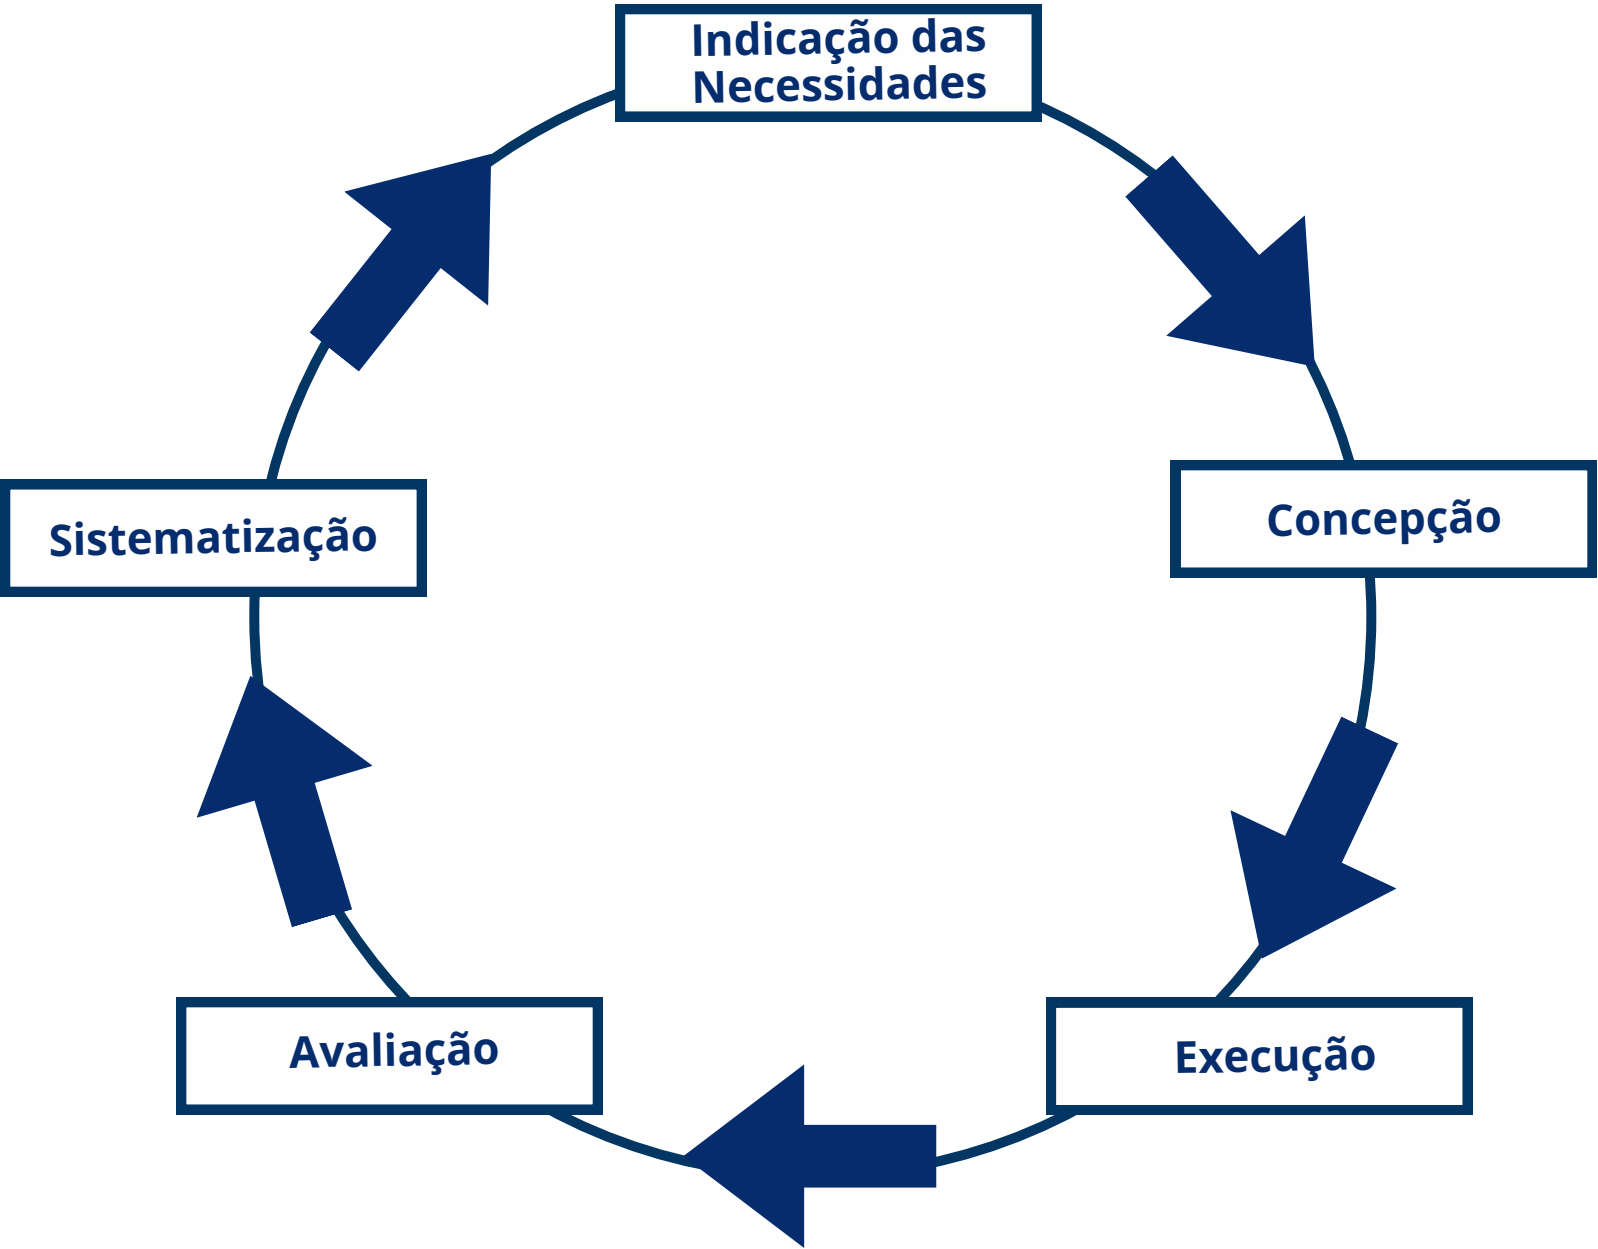 Indicação das
Necessidades
Concepção
Sistematização
Avaliação
Execução